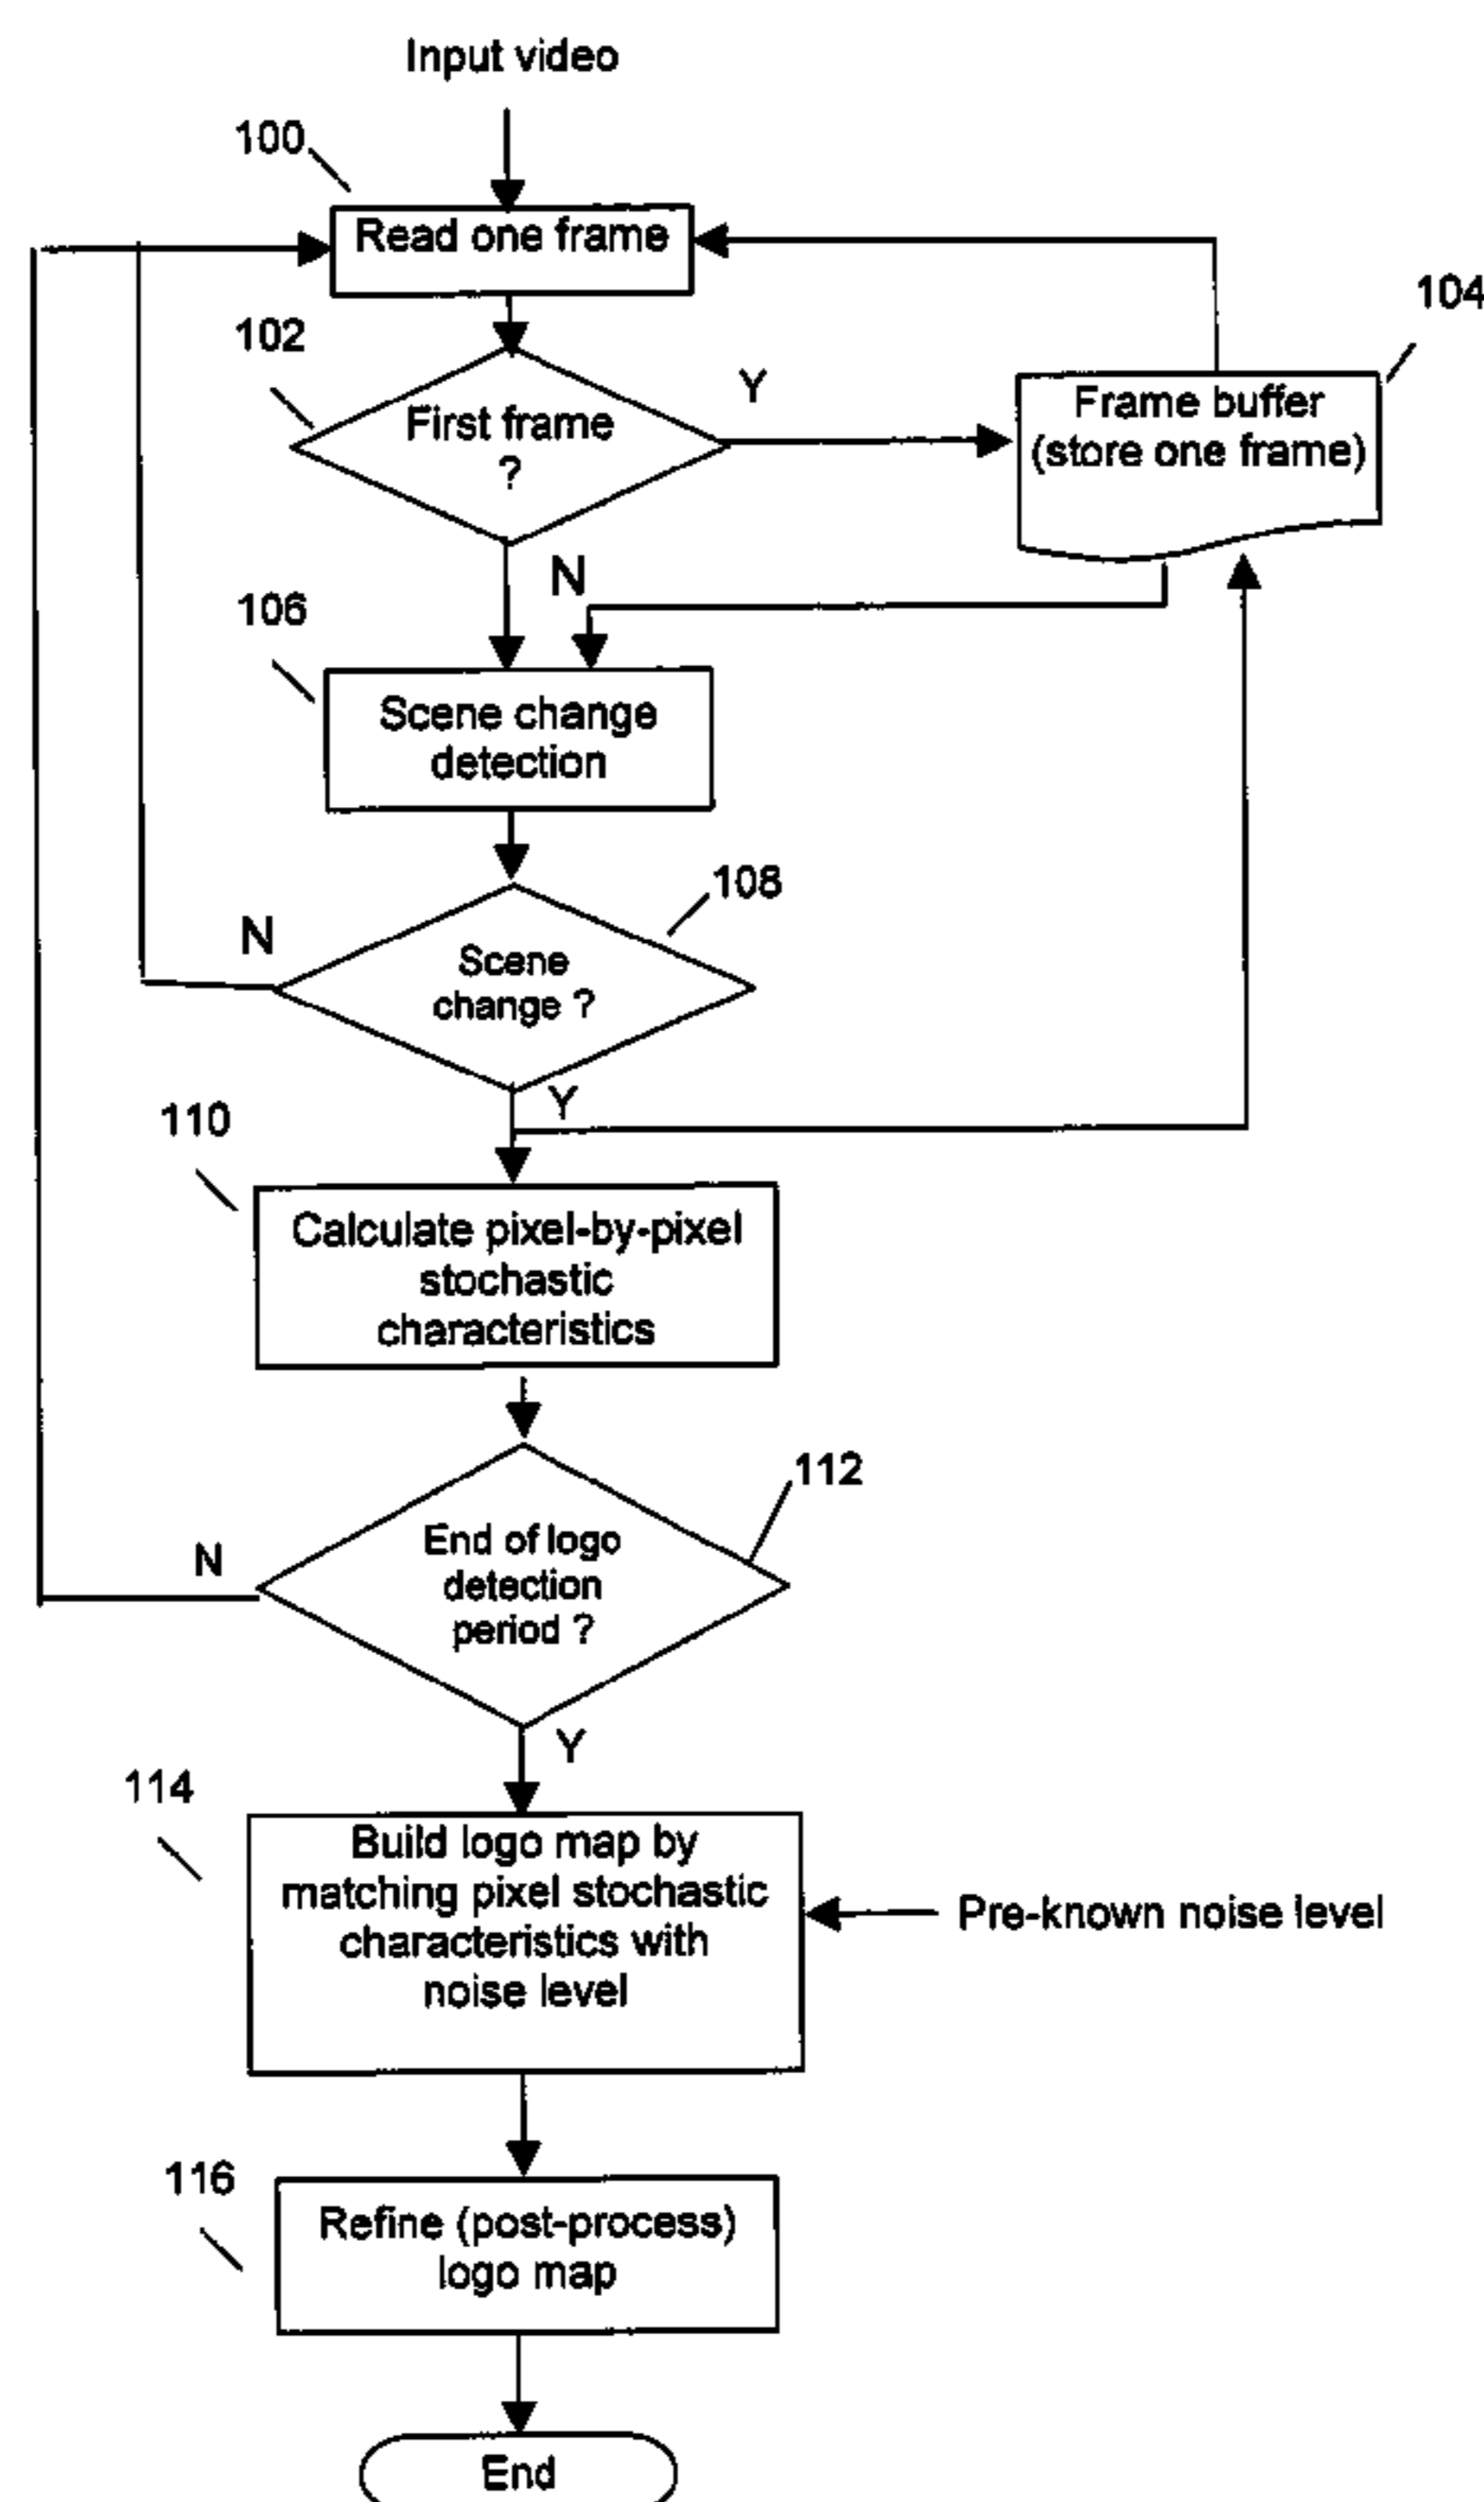 Input video
100
Read one frame
104
102
Y
First frame
?
Frame buffer
(store one frame)
N
106
Scene change
detection
108
N
Scene
change ?
Y
110
Calculate pixel-by-pixel
stochastic
characteristics
112
End of logo
detection
period ?
N
Y
114
Build logo map by
matching pixel stochastic
characteristics with
noise level
Pre-known noise level
116
Refine (post-process)
logo map
End